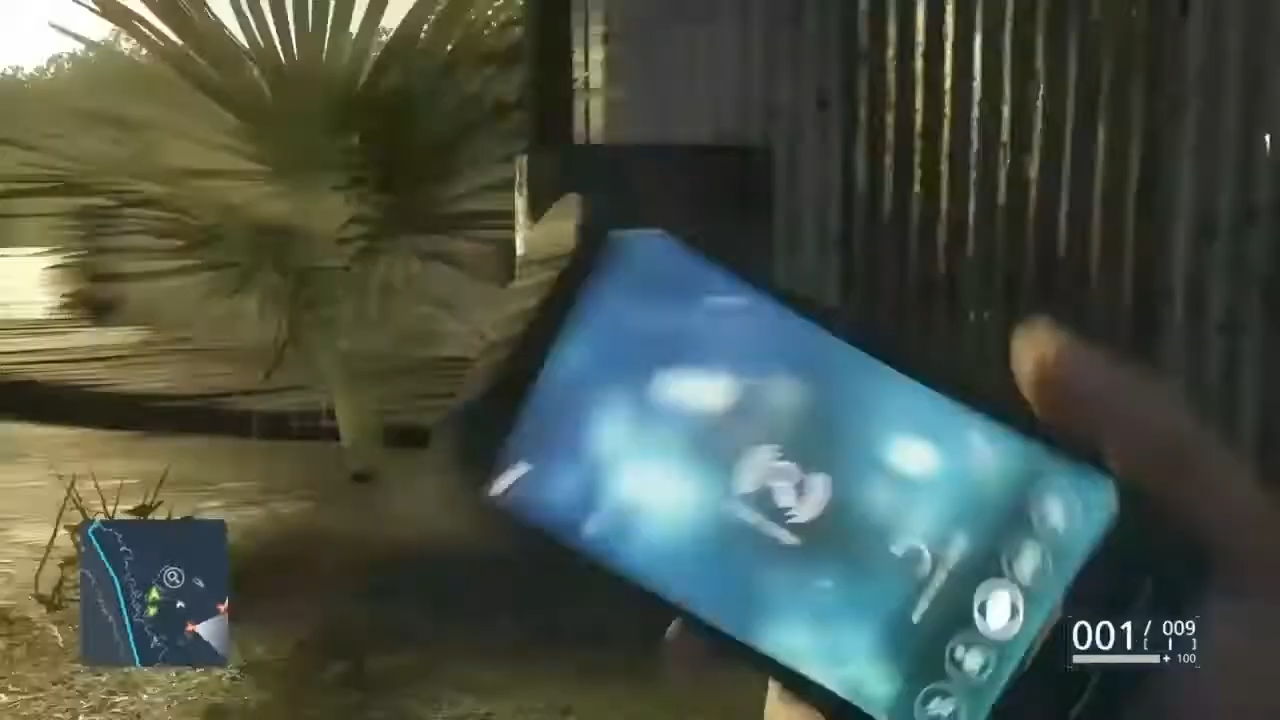 001 / 009
[ | ]
+ 100